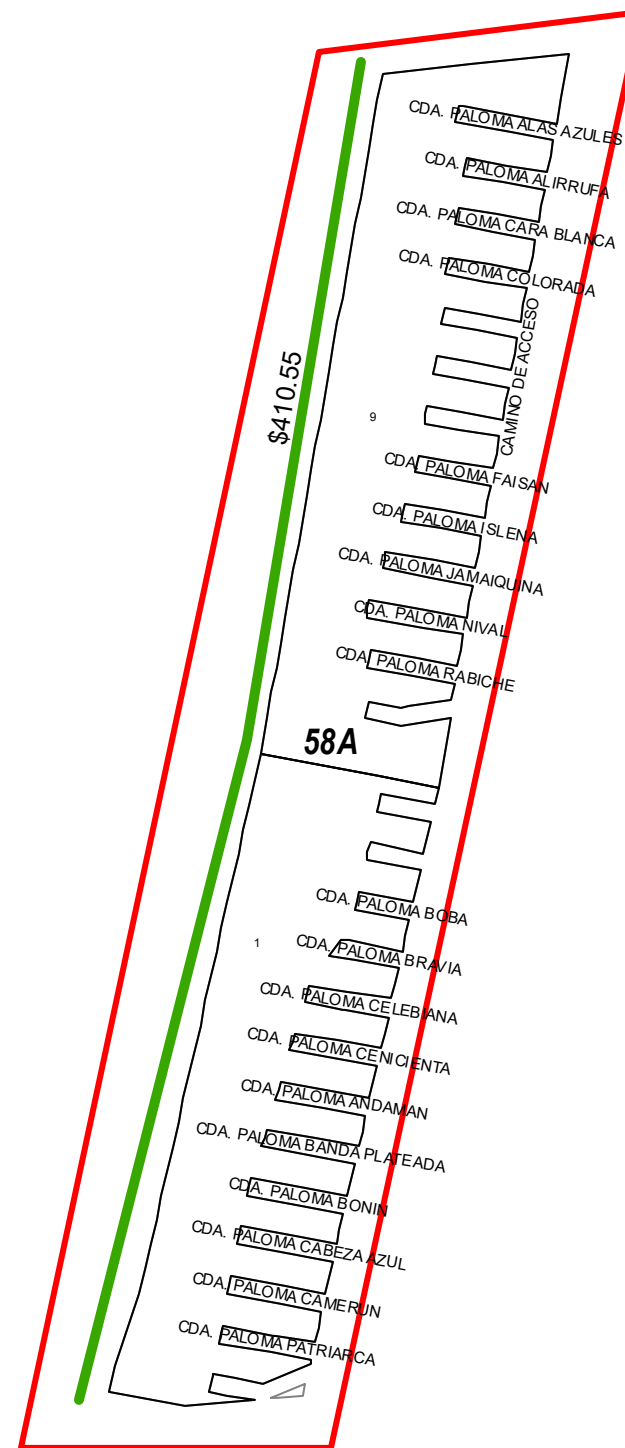 CDA. PALOMA ALAS AZULES
CDA. PALOMA ALIRRUFA
CDA. PALOMA CARA BLANCA
CDA. PALOMA COLORADA
CAMINO DE ACCESO
$410.55
9
CDA. PALOMA FAISAN
CDA. PALOMA ISLENA
CDA. PALOMA JAMAIQUINA
CDA. PALOMA NIVAL
CDA. PALOMA RABICHE
58A
CDA. PALOMA BOBA
1
CDA. PALOMA BRAVIA
CDA. PALOMA CELEBIANA
CDA. PALOMA CENICIENTA
CDA. PALOMA ANDAMAN
CDA. PALOMA BANDA PLATEADA
CDA. PALOMA BONIN
CDA. PALOMA CABEZA AZUL
CDA. PALOMA CAMERUN
CDA. PALOMA PATRIARCA